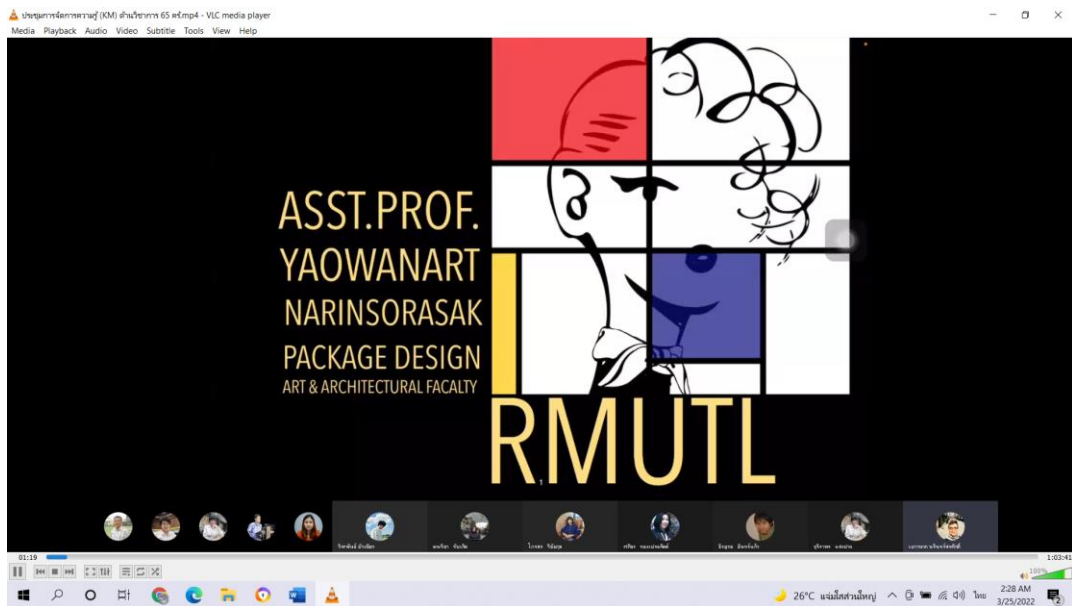 ประชุมการจัดการความรู้ (KM) ด้านวิชาการ 65 ครั้.mp4 - VLC media player
Media Playback Audio Video Subtitle Tools View Help
ASST.PROF.
YAOWANART
NARINSORASAK
PACKAGE DESIGN
ART & ARCHITECTURAL FACALTY
RMUTL
1
01:19
1:03:41
100%
26°C แจ่มใสส่วนใหญ่
ไทย
2:28 AM
3/25/2022
2